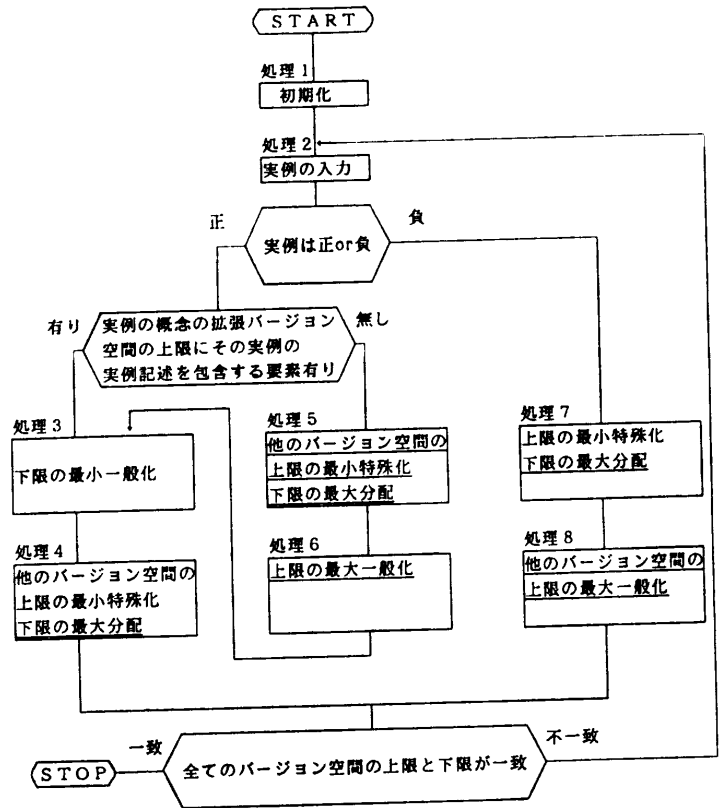 START
処理1
初期化
処理2
実例の入力
正
負
実例は正or負
有り
実例の概念の拡張バージョン
空間の上限にその実例の
実例記述を包含する要素有り
無し
処理3
下限の最小一般化
処理4
他のバージョン空間の
上限の最小特殊化
下限の最大分配
処理5
他のバージョン空間の
上限の最小特殊化
下限の最大分配
処理6
上限の最大一般化
処理7
上限の最小特殊化
下限の最大分配
処理8
他のバージョン空間の
上限の最大一般化
一致
不一致
全てのバージョン空間の上限と下限が一致
STOP